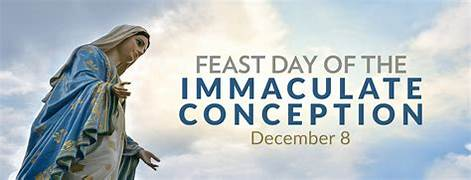 FEAST DAY OF THE
IMMACULATE
CONCEPTION
December 8